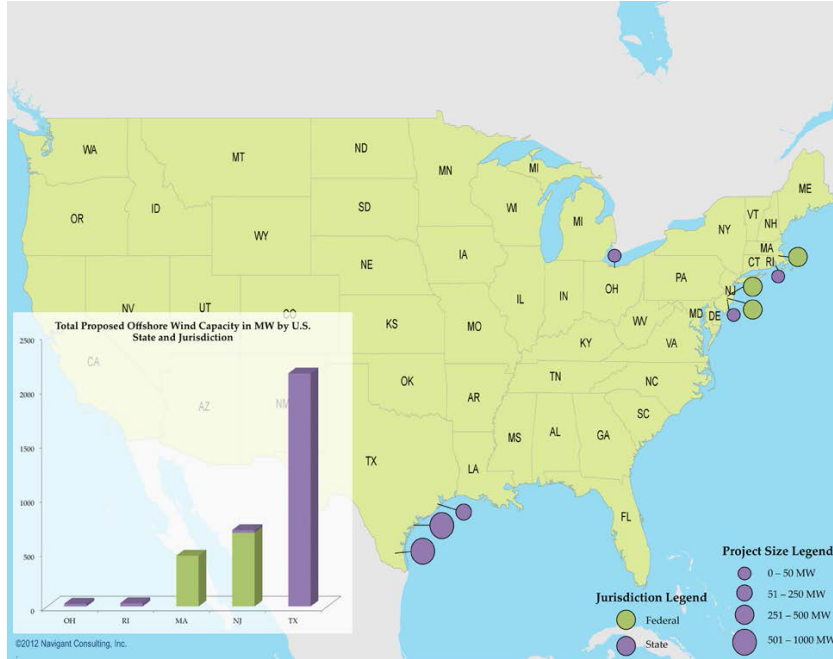 WA
MT
ND
MN
MI
ME
OR
ID
SD
WI
MI
NY
VT
NH
WY
MA
CT
RI
NE
IA
PA
NJ
NV
UT
CO
IL
IN
OH
MD
DE
WV
VA
KS
MO
KY
CA
AZ
NM
OK
AR
TN
NC
SC
TX
LA
MS
AL
GA
FL
Total Proposed Offshore Wind Capacity in MW by U.S.
State and Jurisdiction
2500
2000
1500
1000
500
0
OH
RI
MA
NJ
TX
Jurisdiction Legend
Federal
State
Project Size Legend
0 – 50 MW
51 – 250 MW
251 – 500 MW
501 – 1000 MW
©2012 Navigant Consulting, Inc.